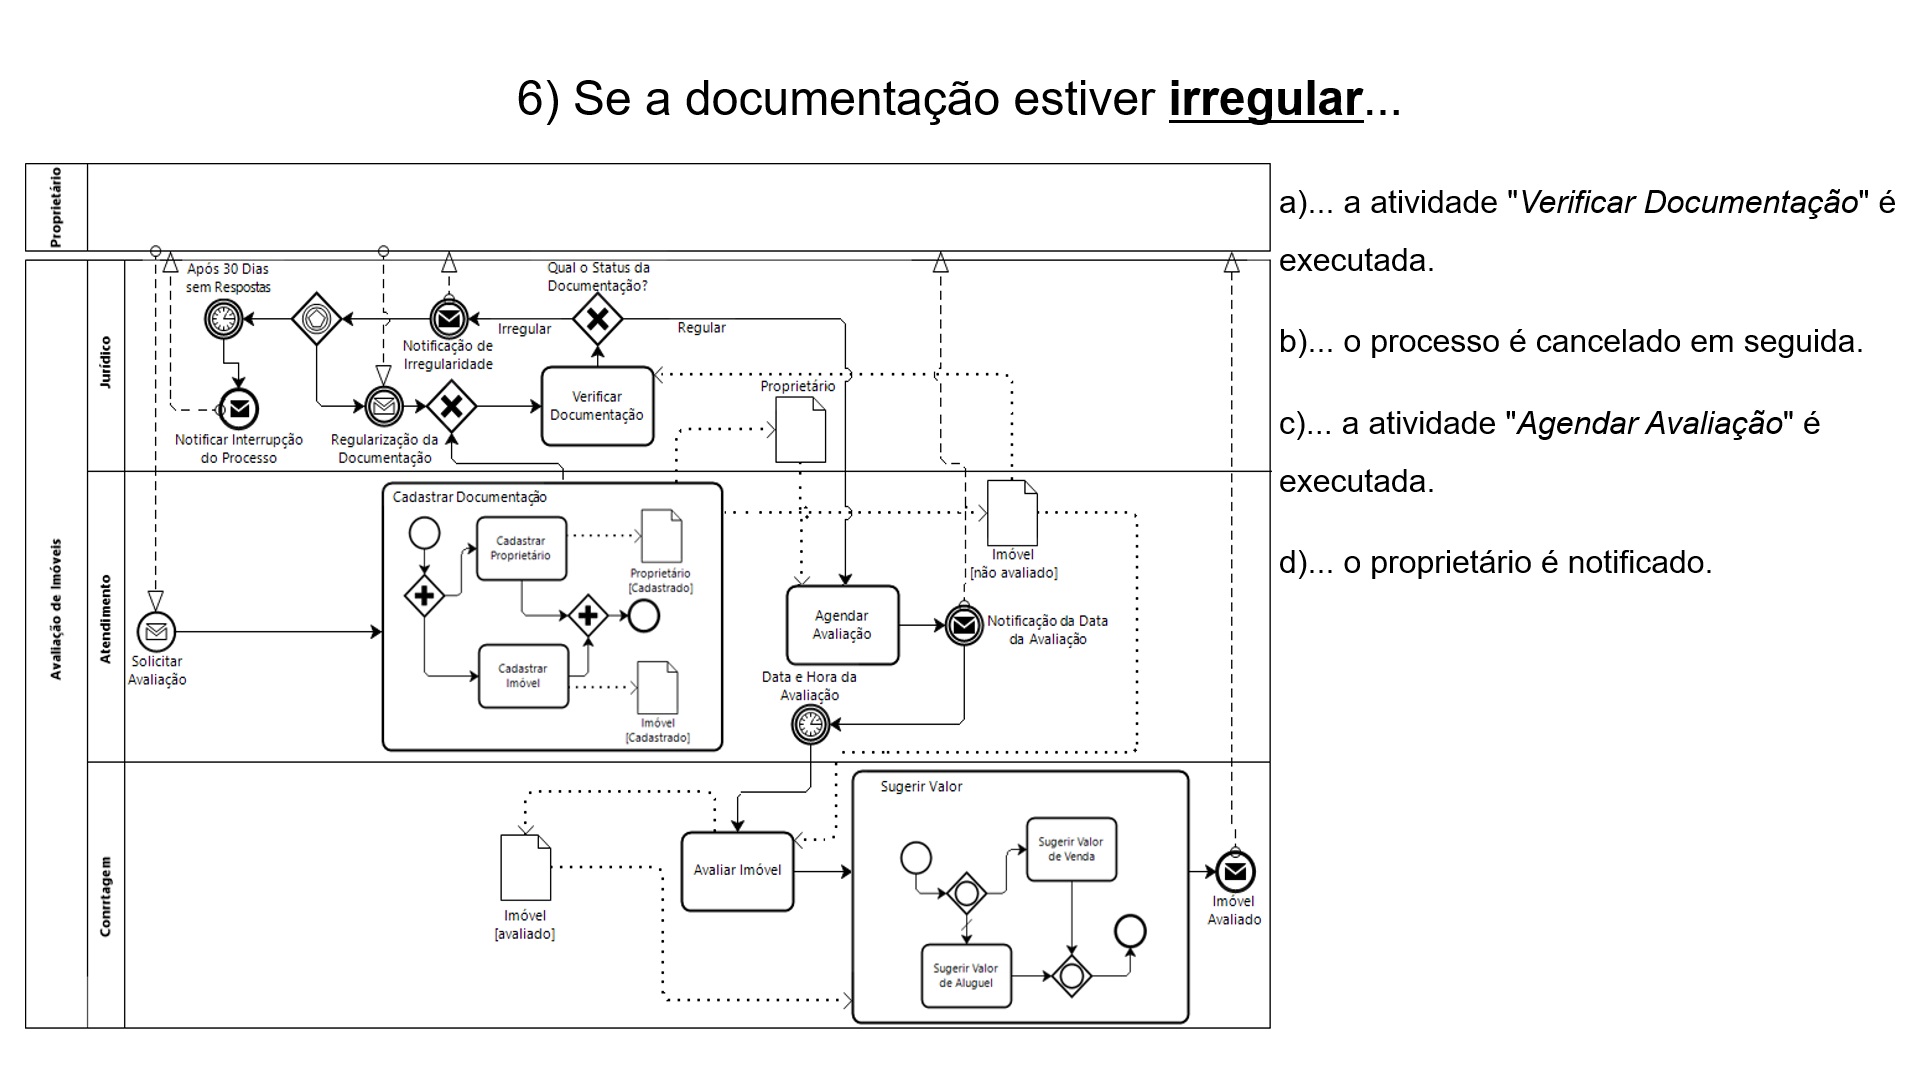 6) Se a documentação estiver irregular...
Proprietário
a)... a atividade "Verificar Documentação" é
executada.
b)... o processo é cancelado em seguida.
c)... a atividade "Agendar Avaliação" é
executada.
d)... o proprietário é notificado.
Avaliação de Imóveis
Jurídico
Após 30 Dias
sem Respostas
Qual o Status da
Documentação?
Irregular
Regular
Notificação de
Irregularidade
Verificar
Documentação
Proprietário
Notificar Interrupção
do Processo
Regularização da
Documentação
Atendimento
Cadastrar Documentação
Cadastrar
Proprietário
Proprietário
[Cadastrado]
Imóvel
[não avaliado]
Agendar
Avaliação
Notificação da Data
da Avaliação
Solicitar
Avaliação
Cadastrar
Imóvel
Imóvel
[Cadastrado]
Data e Hora da
Avaliação
Conrrtagem
Sugerir Valor
Sugerir Valor
de Venda
Avaliar Imóvel
Imóvel
[avaliado]
Imóvel
Avaliado
Sugerir Valor
de Aluguel